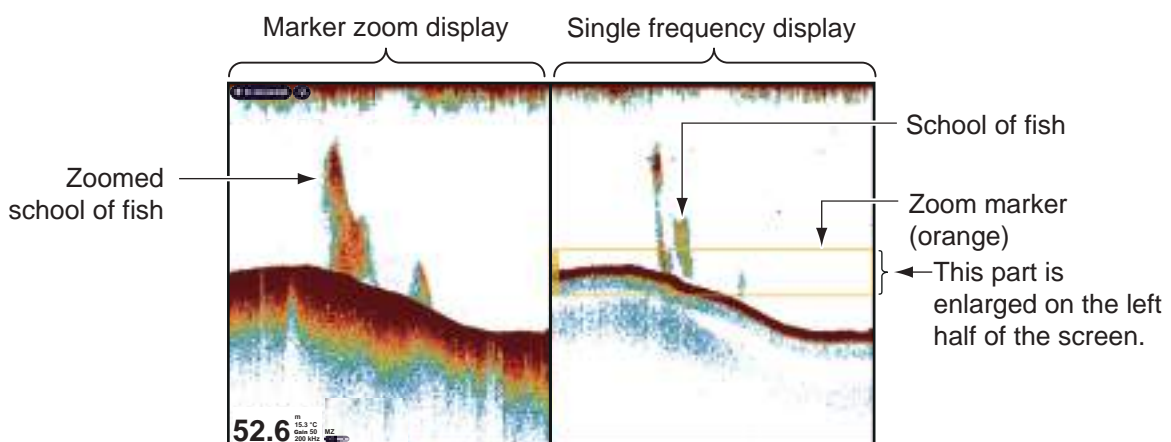 Marker zoom display
Single frequency display
School of fish
Zoomed
school of fish
Zoom marker
(orange)
This part is
enlarged on the left
half of the screen.
52.6
m
15.3 °C
Gain 50 MZ
200 kHz